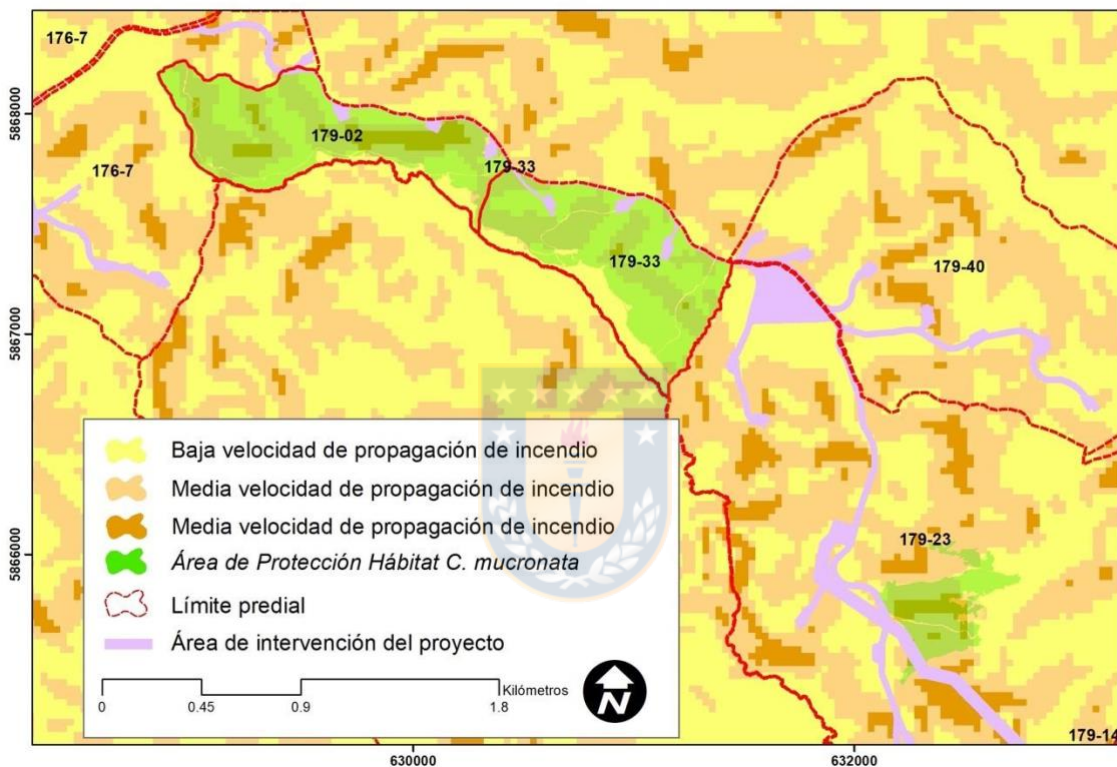 176-7
5868000
179-02
179-33
176-7
179-33
179-40
5867000
Baja velocidad de propagación de incendio
Media velocidad de propagación de incendio
Media velocidad de propagación de incendio
Área de Protección Hábitat C. mucronata
Límite predial
Área de intervención del proyecto
Kilómetros
0 0.45 0.9 1.8
N
5866000
179-23
179-14
630000 632000